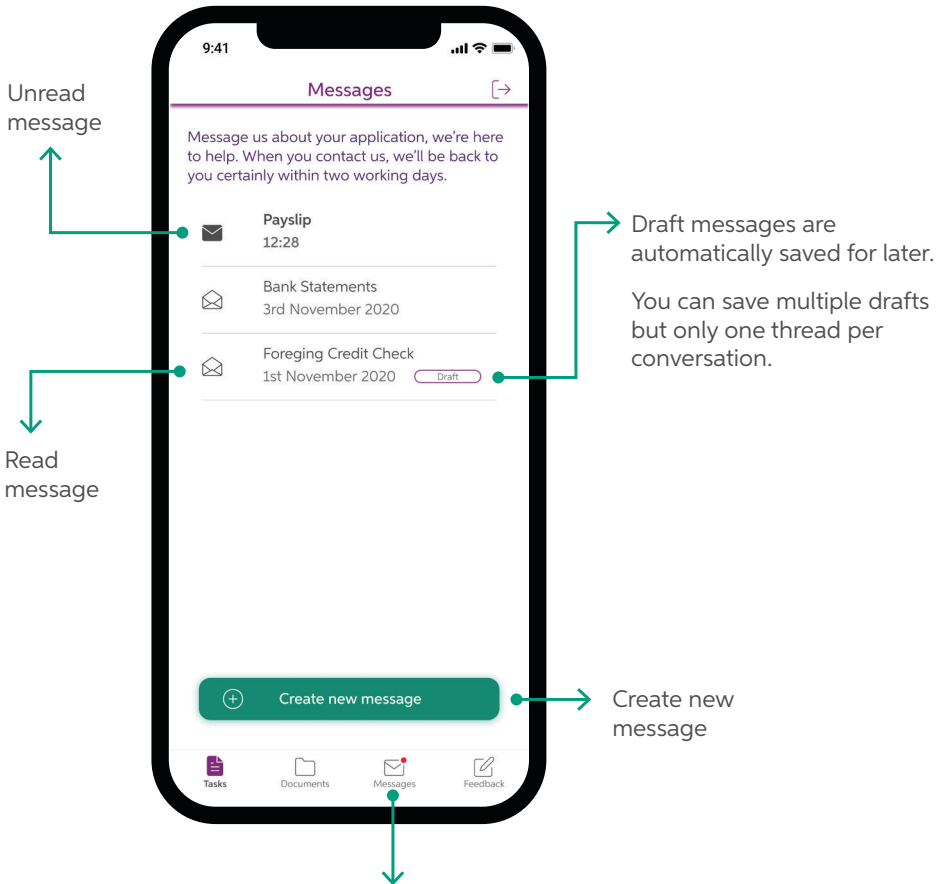 9:41
Messages
Unread
message
Message us about your application, we're here
to help. When you contact us, we'll be back to
you certainly within two working days.
Payslip
12:28
Draft messages are
automatically saved for later.
You can save multiple drafts
but only one thread per
conversation.
Bank Statements
3rd November 2020
Foreging Credit Check
1st November 2020 Draft
Read
message
Create new message
Create new
message
Tasks Documents Messages Feedback